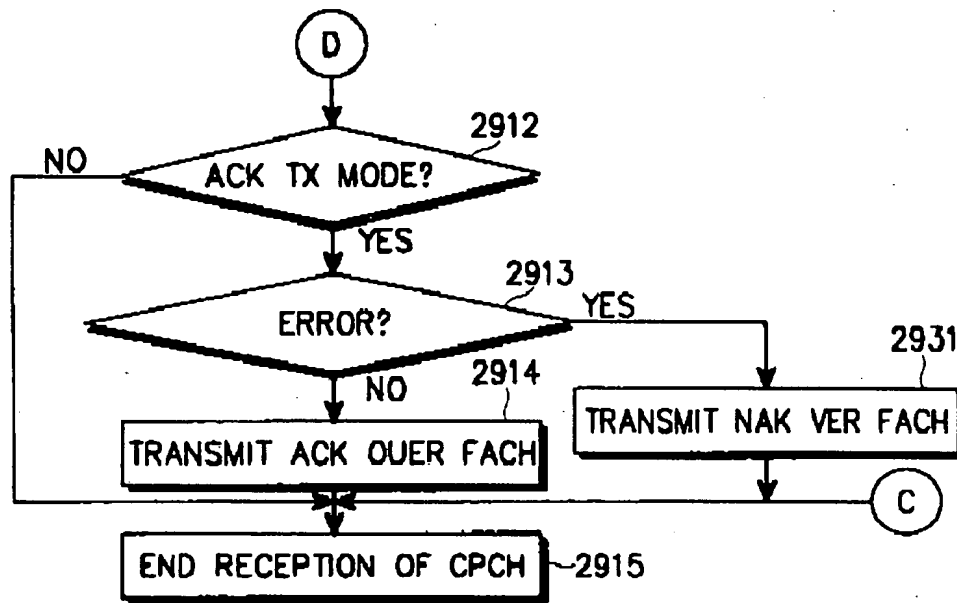 D
2912
NO
ACK TX MODE?
YES
2913
ERROR?
YES
NO
2914
2931
TRANSMIT ACK OUER FACH
TRANSMIT NAK VER FACH
C
END RECEPTION OF CPCH
2915